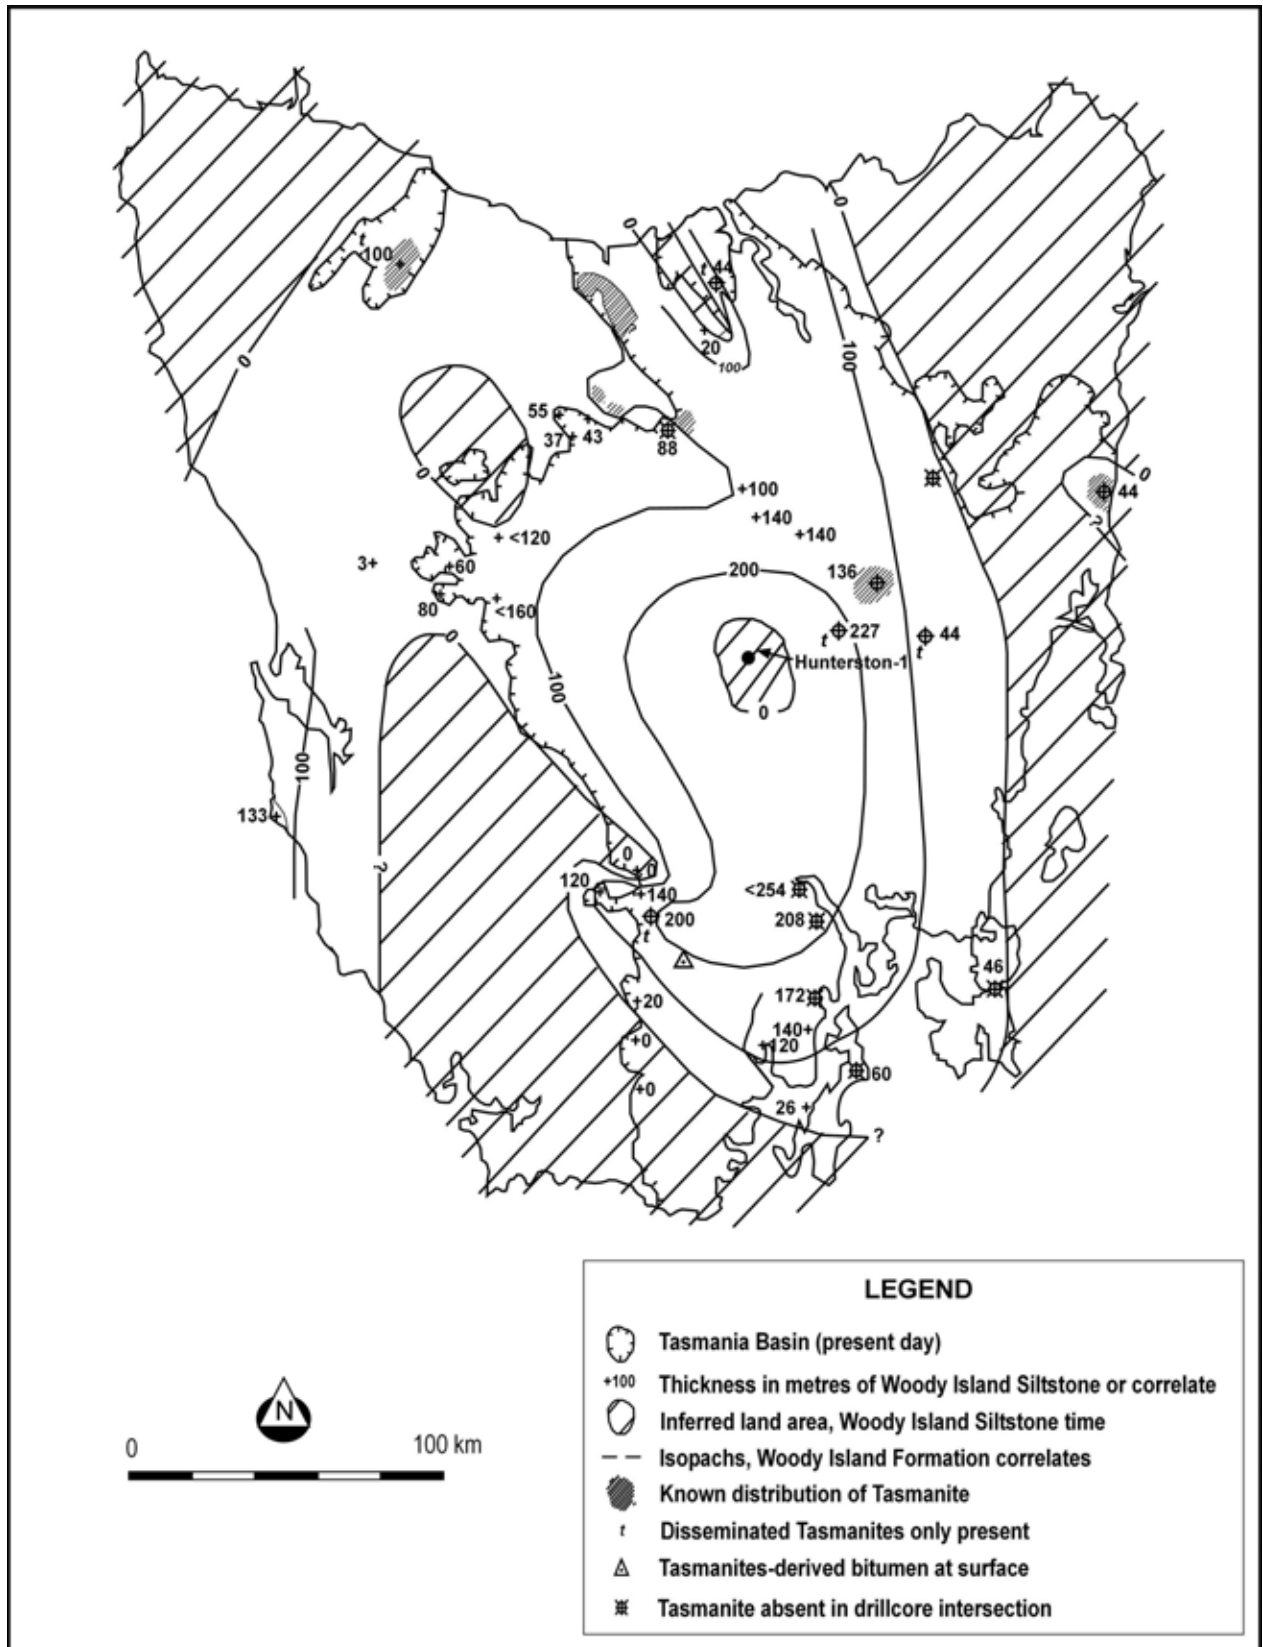 0
0
t
100
t 44
20
100
100
0
55
43
37
88
0
0
+100
44
?
+140
<120
+140
3+
+60
200
136
80
<160
t
227
44
t
0
Hunterston-1
100
0
100
133
?
0
+0
120
+140
<254
200
208
t
46
+20
172
140+
+0
+120
60
+0
26 +
?
LEGEND
Tasmania Basin (present day)
+100 Thickness in metres of Woody Island Siltstone or correlate
Inferred land area, Woody Island Siltstone time
Isopachs, Woody Island Formation correlates
Known distribution of Tasmanite
t Disseminated Tasmanites only present
Tasmanites-derived bitumen at surface
Tasmanite absent in drillcore intersection
N
0 100 km